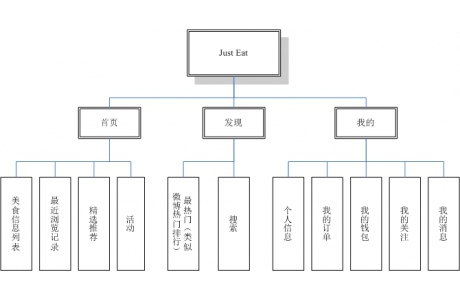 Just Eat
首页
发现
我的
美食信息列表
最近浏览记录
精选推荐
活动
最热门（类似
微博热门排行）
搜索
个人信息
我的订单
我的钱包
我的关注
我的消息